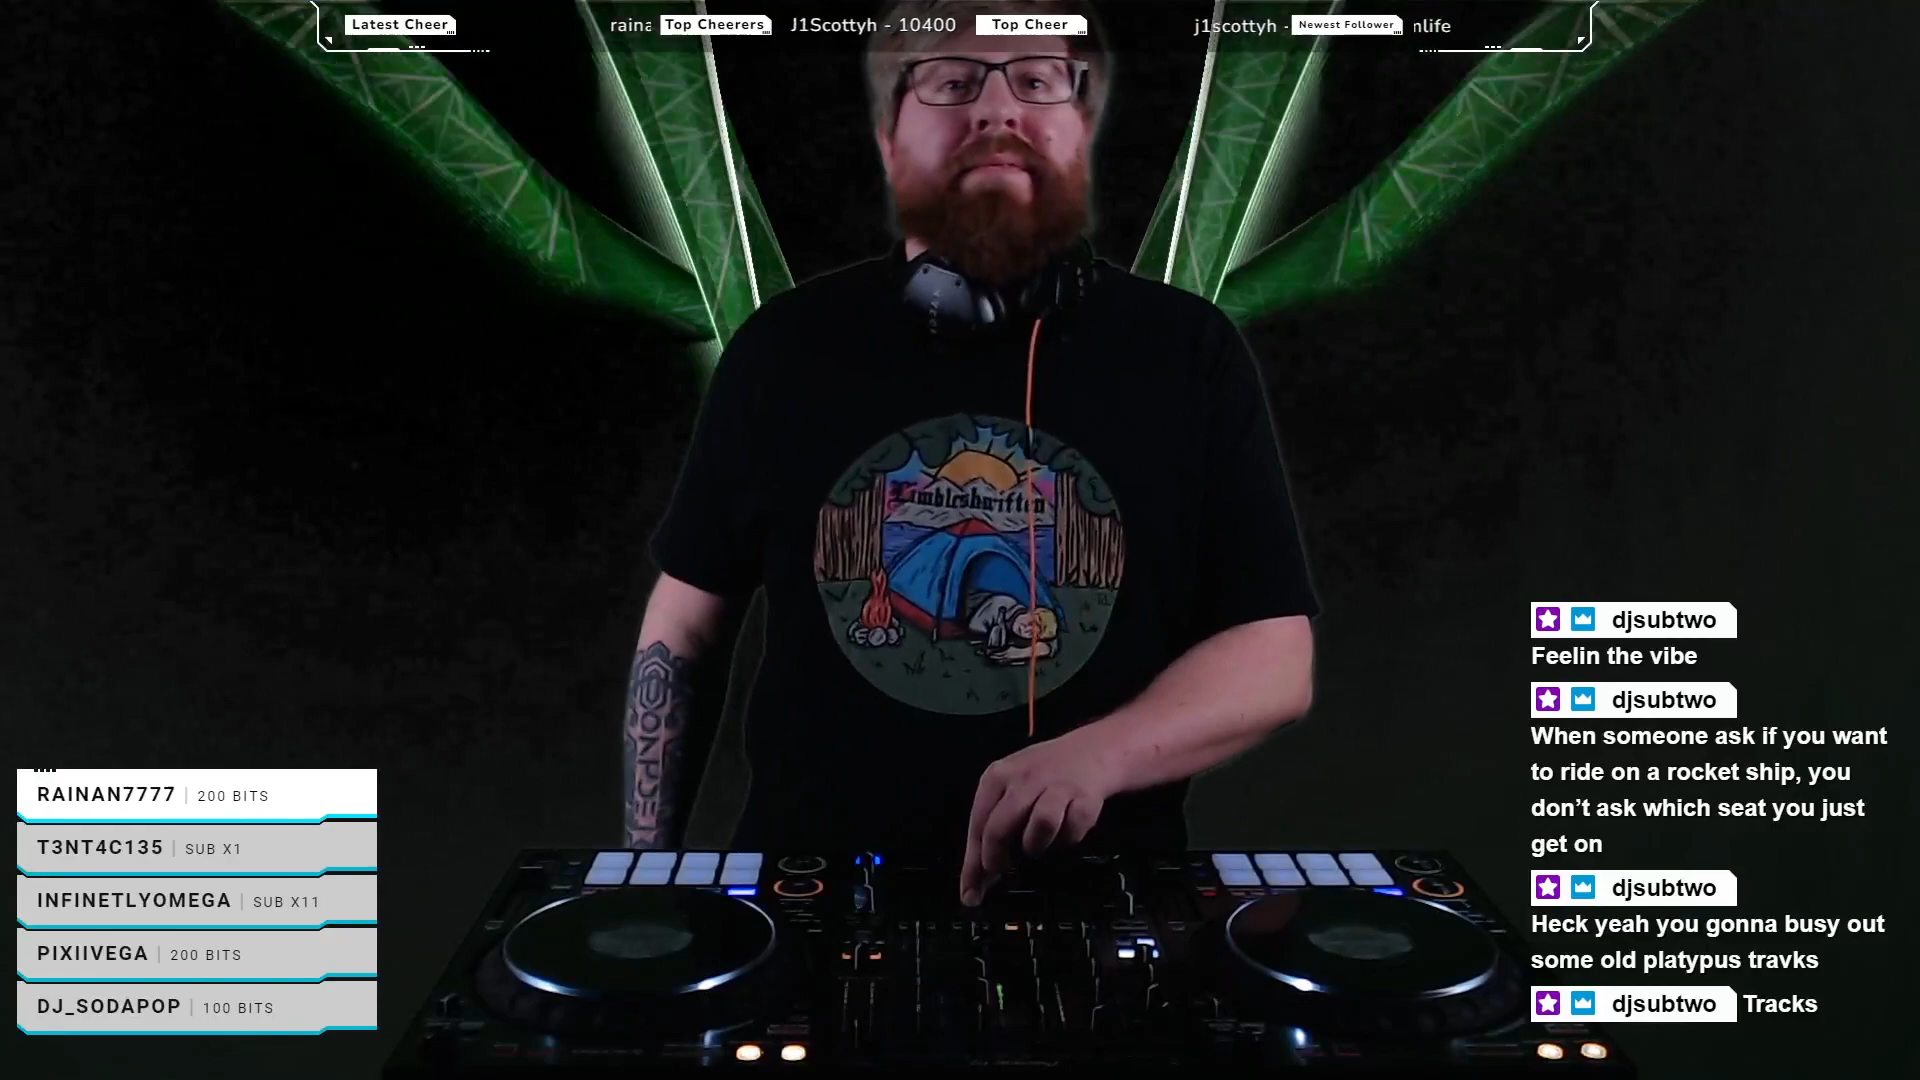 Latest Cheer
raina
Top Cheerers
J1Scottyh - 10400
Top Cheer
j1scottyh -
Newest Follower
nlife
RAINAN7777 | 200 BITS
T3NT4C135 | SUB X1
INFINETLYOMEGA | SUB X11
PIXIIVEGA | 200 BITS
DJ_SODAPOP | 100 BITS
djsubtwo
Feelin the vibe
djsubtwo
When someone ask if you want
to ride on a rocket ship, you
don’t ask which seat you just
get on
djsubtwo
Heck yeah you gonna busy out
some old platypus travks
djsubtwo Tracks